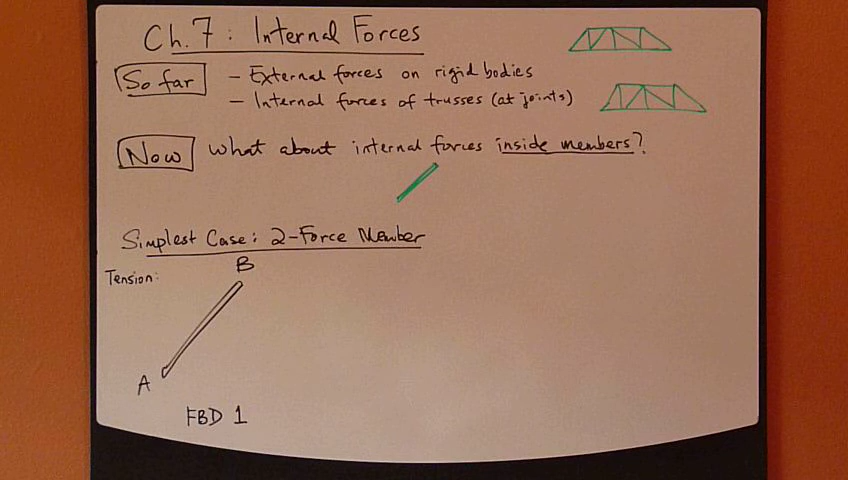 Ch. 7: Internal Forces
So far - External forces on rigid bodies
- Internal forces of trusses (at joints)
Now What about internal forces inside members?
Simplest Case: 2-Force Member
Tension:
B
A
FBD 1